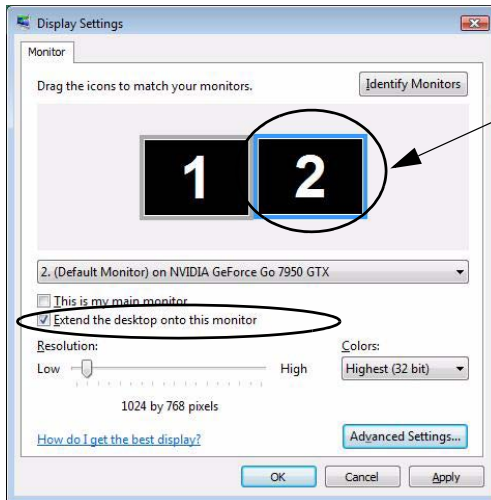 Display Settings
Monitor
Drag the icons to match your monitors.
Identify Monitors
1 2
2. (Default Monitor) on NVIDIA GeForce Go 7950 GTX
This is my main monitor
Extend the desktop onto this monitor
Resolution:
Colors:
Low High
Highest (32 bit)
1024 by 768 pixels
How do I get the best display?
Advanced Settings...
OK Cancel Apply